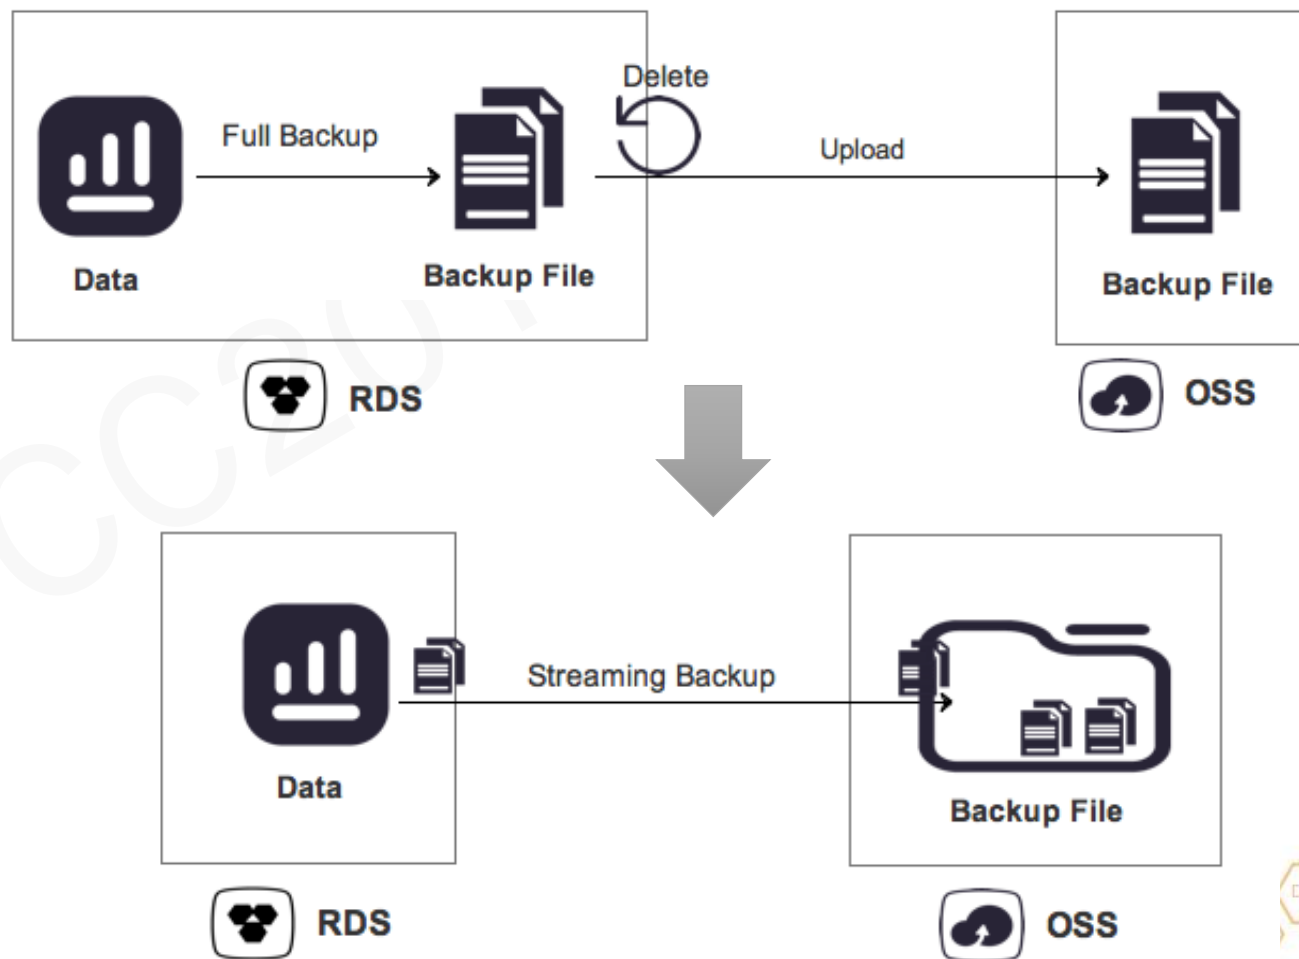 Delete
Full Backup
Upload
Data
Backup File
Backup File
RDS
OSS
Streaming Backup
Data
Backup File
RDS
OSS